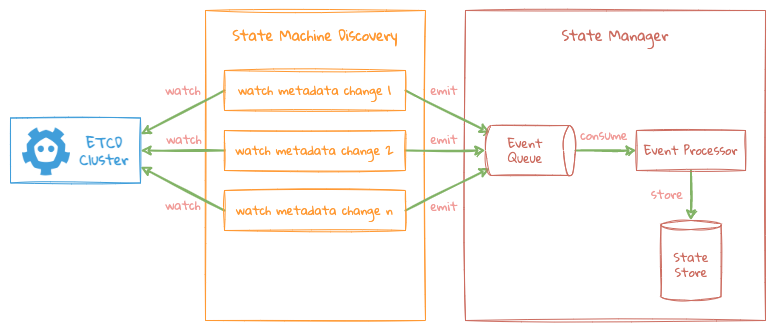 State Machine Discovery
State Manager
watch
watch metadata change 1
emit
ETCD
Cluster
watch
watch metadata change 2
emit
Event
Queue
consume
Event Processor
watch
watch metadata change n
emit
store
State
Store